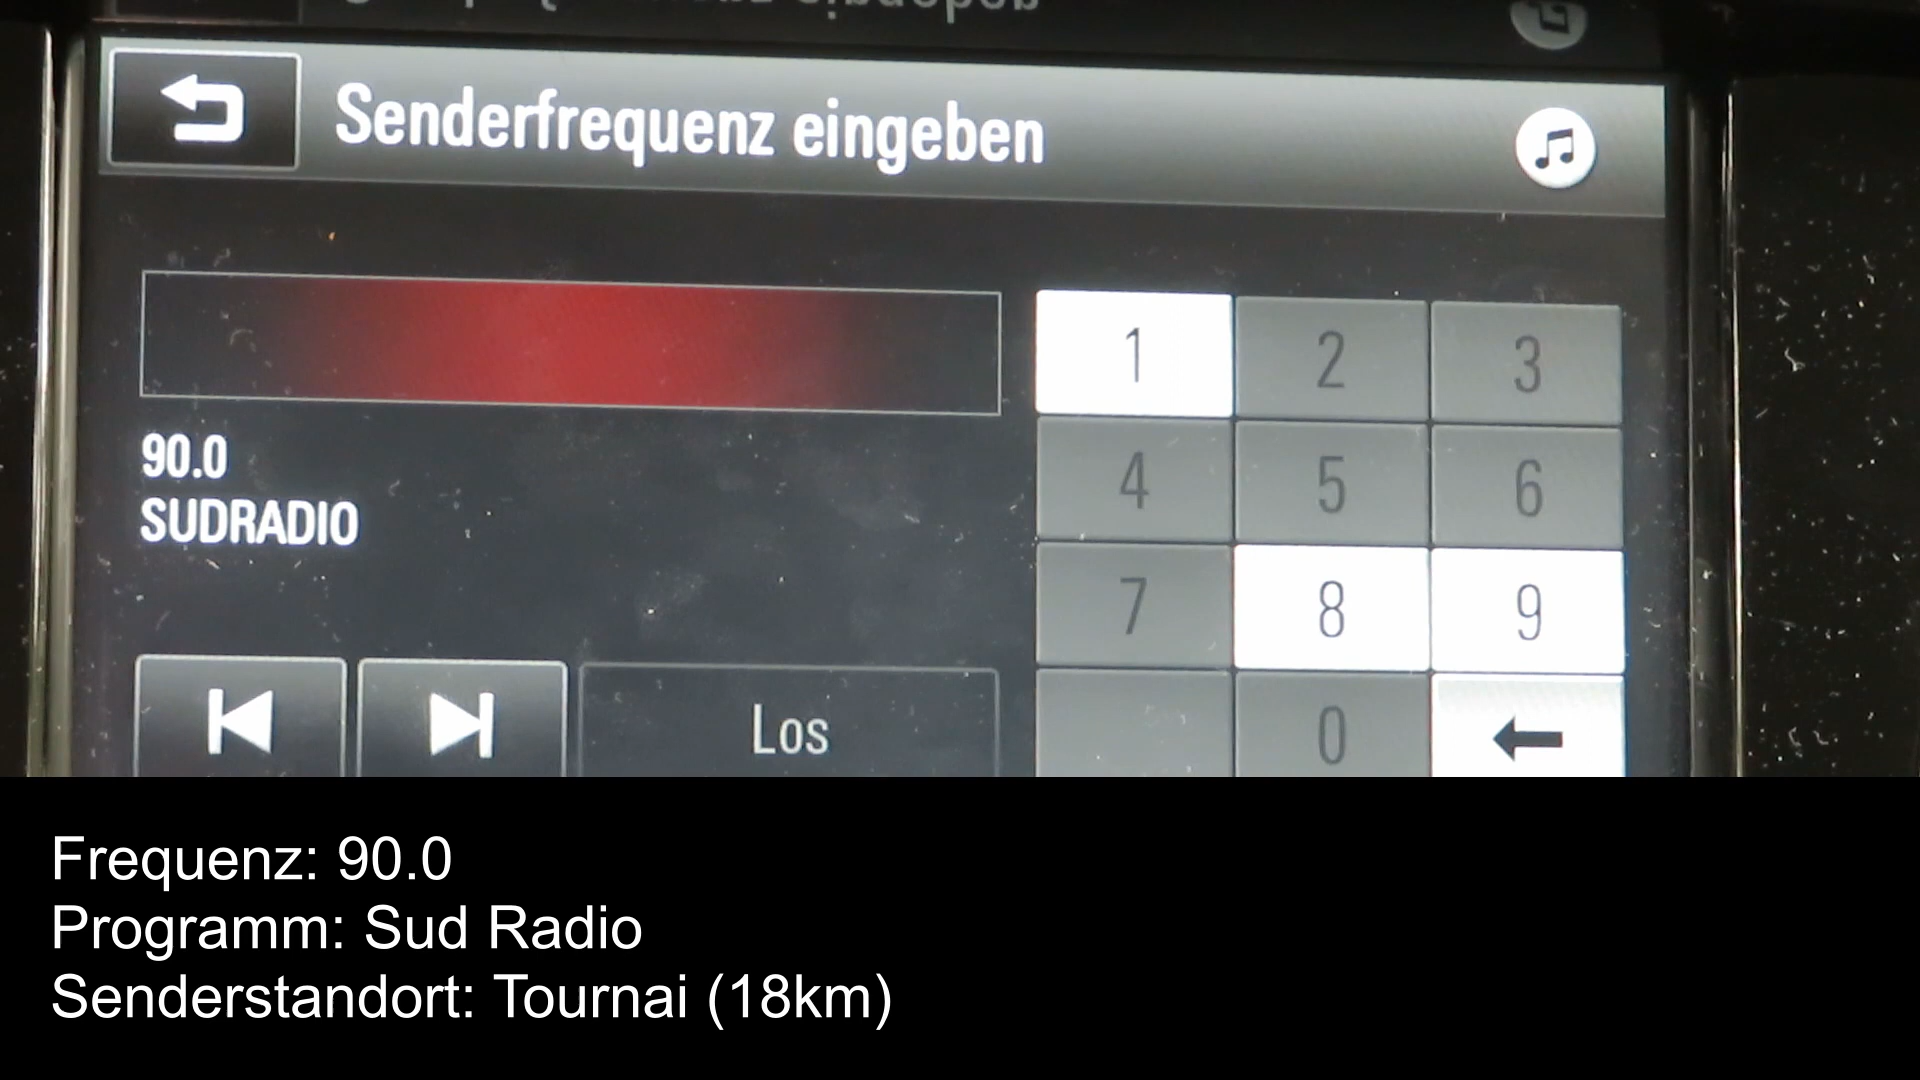 Senderfrequenz eingeben
1 2 3
90.0
4 5 6
SUDRADIO
7 8 9
Los
0
Frequenz: 90.0
Programm: Sud Radio
Senderstandort: Tournai (18km)